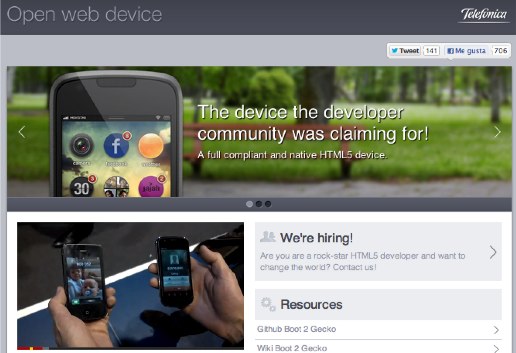 Open web device
Telefónica
Tweet 141 Me gusta 706
The device the developer
community was claiming for!
A full compliant and native HTML5 device.
30
We're hiring!
Are you are a rock-star HTML5 developer and want to
change the world? Contact us!
Resources
Github Boot 2 Gecko
Wiki Boot 2 Gecko